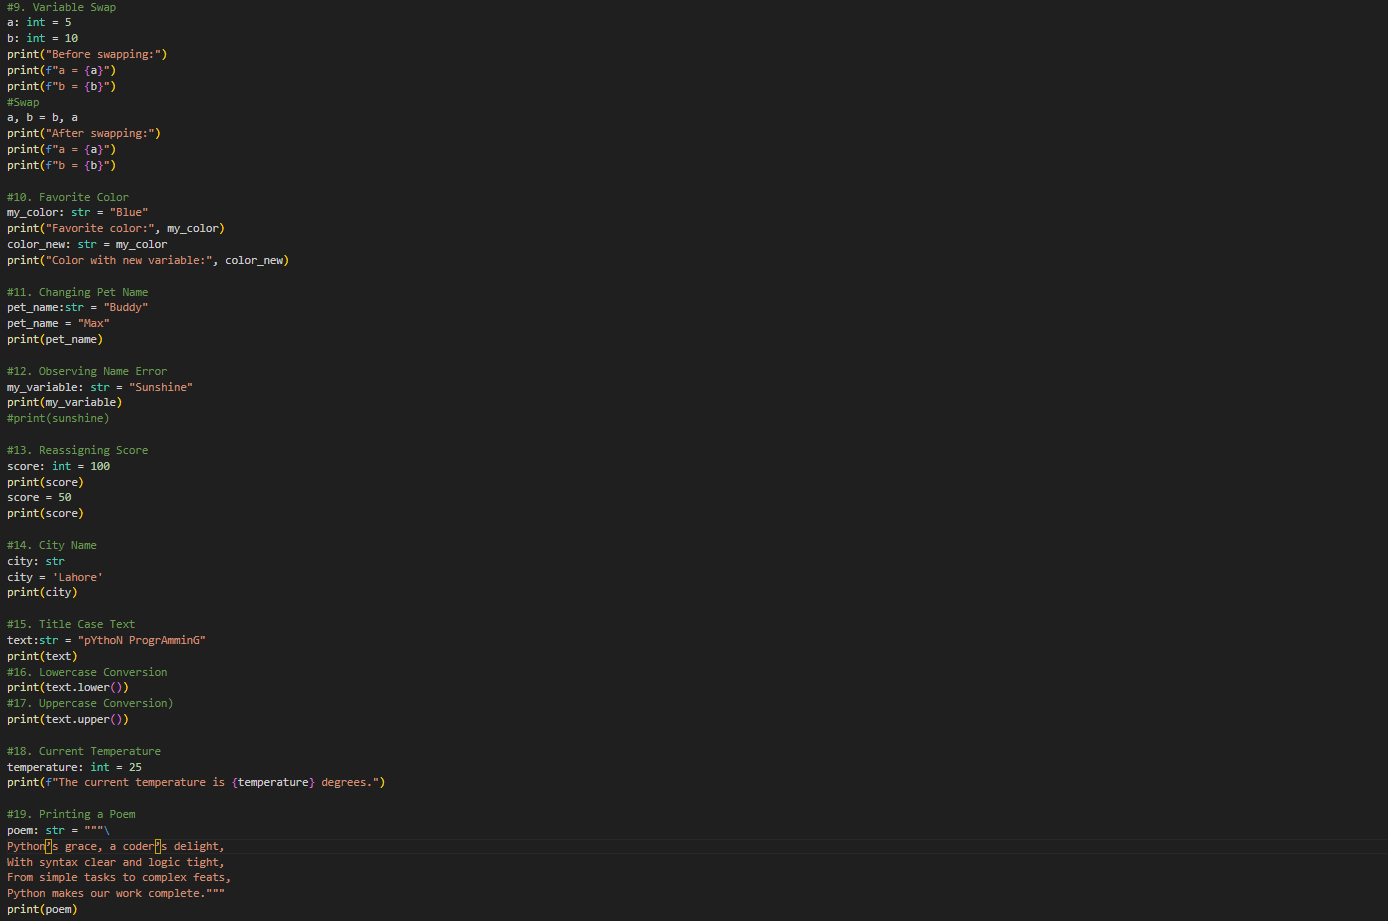 #9. Variable Swap
a: int = 5
b: int = 10
print("Before swapping:")
print(f"a = {a}")
print(f"b = {b}")
#Swap
a, b = b, a
print("After swapping:")
print(f"a = {a}")
print(f"b = {b}")

#10. Favorite Color
my_color: str = "Blue"
print("Favorite color:", my_color)
color_new: str = my_color
print("Color with new variable:", color_new)

#11. Changing Pet Name
pet_name:str = "Buddy"
pet_name = "Max"
print(pet_name)

#12. Observing Name Error
my_variable: str = "Sunshine"
print(my_variable)
#print(sunshine)

#13. Reassigning Score
score: int = 100
print(score)
score = 50
print(score)

#14. City Name
city: str
city = 'Lahore'
print(city)

#15. Title Case Text
text:str = "pYthoN ProgrAmminG"
print(text)
#16. Lowercase Conversion
print(text.lower())
#17. Uppercase Conversion)
print(text.upper())

#18. Current Temperature
temperature: int = 25
print(f"The current temperature is {temperature} degrees.")

#19. Printing a Poem
poem: str = """\
Python’s grace, a coder’s delight,
With syntax clear and logic tight,
From simple tasks to complex feats,
Python makes our work complete."""
print(poem)